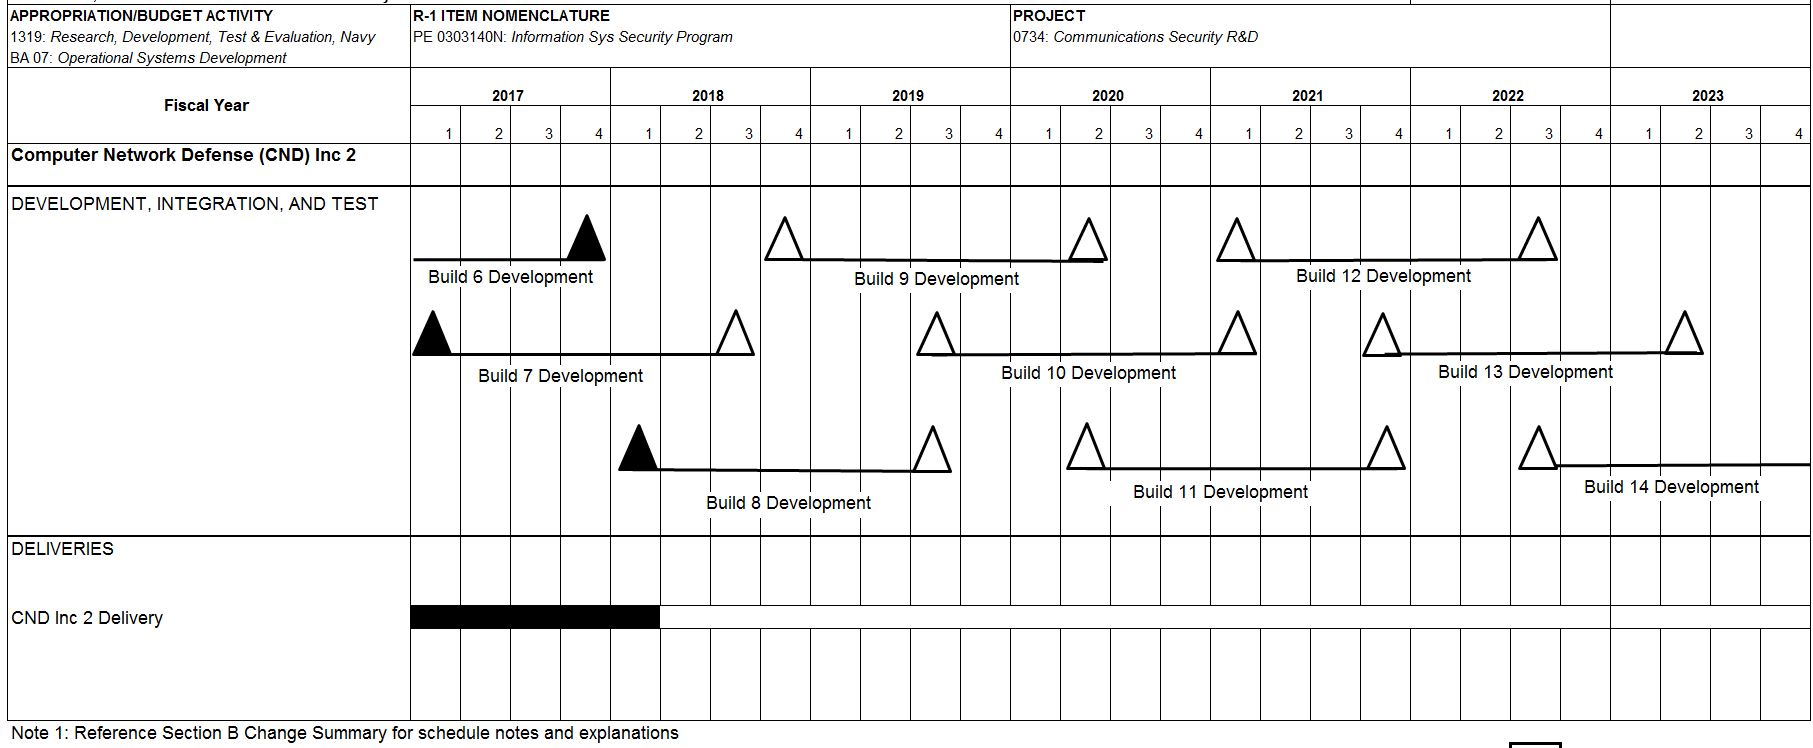 APPROPRIATION/BUDGET ACTIVITY R-1 ITEM NOMENCLATURE PROJECT
1319: Research, Development, Test & Evaluation, Navy PE 0303140N: Information Sys Security Program 0734: Communications Security R&D
BA 07: Operational Systems Development
Fiscal Year 2017 2018 2019 2020 2021 2022 2023
1 2 3 4 1 2 3 4 1 2 3 4 1 2 3 4 1 2 3 4 1 2 3 4 1 2 3 4
Computer Network Defense (CND) Inc 2
DEVELOPMENT, INTEGRATION, AND TEST
Build 6 Development Build 9 Development Build 12 Development
Build 7 Development Build 10 Development Build 13 Development
Build 8 Development Build 11 Development Build 14 Development
DELIVERIES
CND Inc 2 Delivery
Note 1: Reference Section B Change Summary for schedule notes and explanations